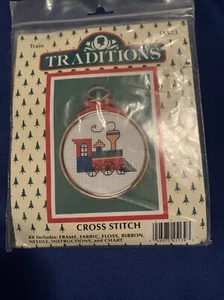 Train
TRADITIONS
CROSS STITCH
Kit Includes: FRAME, FABRIC, FLOSS, RIBBON,
NEEDLE, INSTRUCTIONS, and CHART